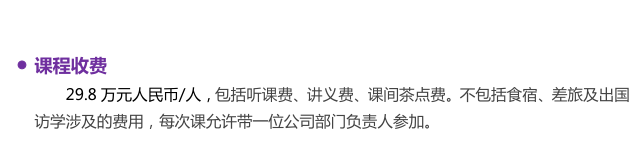 ● 课程收费
29.8 万元人民币/人，包括听课费、讲义费、课间茶点费。不包括食宿、差旅及出国
访学涉及的费用，每次课允许带一位公司部门负责人参加。